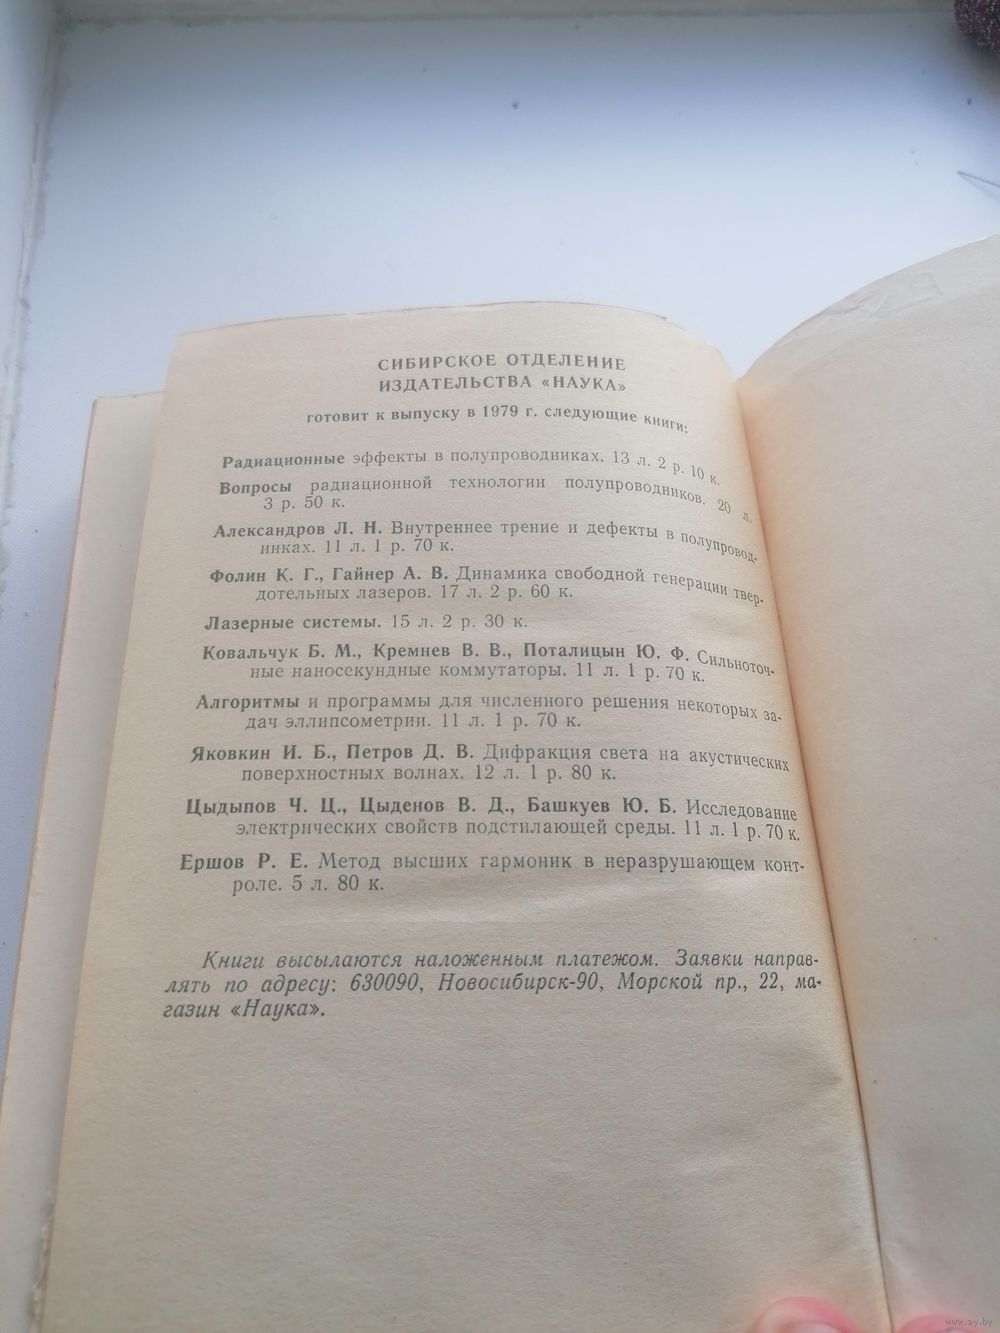 СИБИРСКОЕ ОТДЕЛЕНИЕ
ИЗДАТЕЛЬСТВА «НАУКА»
готовит к выпуску в 1979 г. следующие книги:
Радиационные эффекты в полупроводниках. 13 л. 2 р. 10 к.
Вопросы радиационной технологии полупроводников. 20 л.
3 р. 50 к.
Александров Л. Н. Внутреннее трение и дефекты в полупровод-
никах. 11 л. 1 р. 70 к.
Фолин К. Г., Гайнер А. В. Динамика свободной генерации твер-
дотельных лазеров. 17 л. 2 р. 60 к.
Лазерные системы. 15 л. 2 р. 30 к.
Ковальчук Б. М., Кремнев В. В., Поталицын Ю. Ф. Сильноточ-
ные наносекундные коммутаторы. 11 л. 1 р. 70 к.
Алгоритмы и программы для численного решения некоторых за-
дач эллипсометрии. 11 л. 1 р. 70 к.
Яковкин И. Б., Петров Д. В. Дифракция света на акустических
поверхностных волнах. 12 л. 1 р. 80 к.
Цыдыпов Ч. Ц., Цыденов В. Д., Башкуев Ю. Б. Исследование
электрических свойств подстилающей среды. 11 л. 1 р. 70 к.
Ершов Р. Е. Метод высших гармоник в неразрушающем конт-
роле. 5 л. 80 к.
Книги высылаются наложенным платежом. Заявки направ-
лять по адресу: 630090, Новосибирск-90, Морской пр., 22, ма-
газин «Наука».
www.ay.by